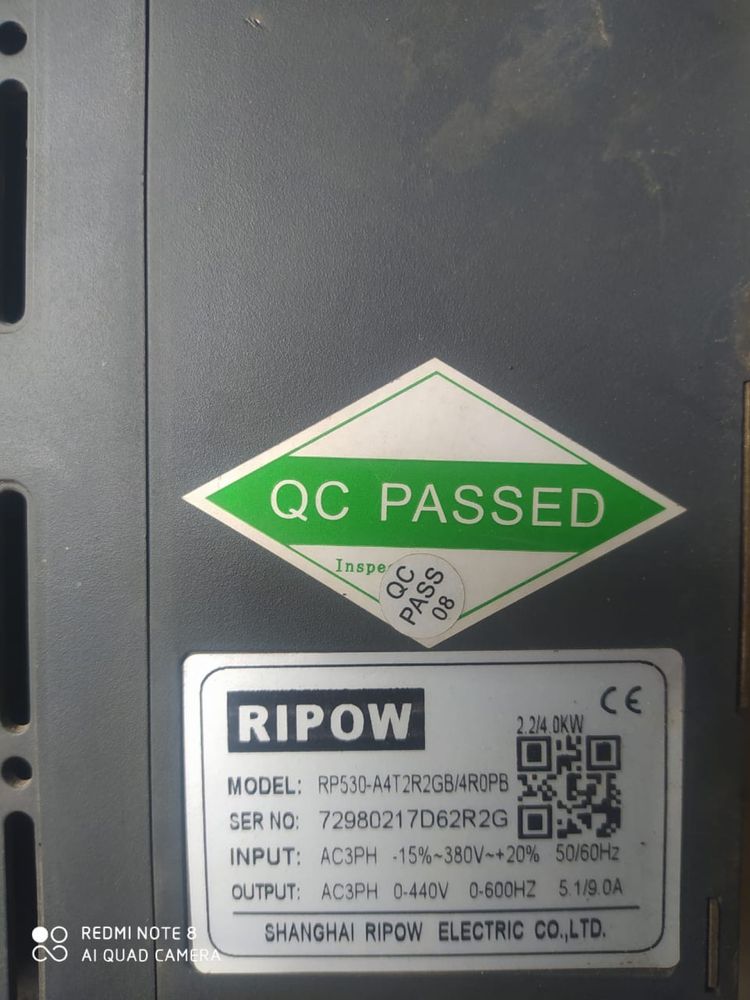 QC PASSED
Inspe
QC
PASS
08
RIPOW
CE
2.2/4.0KW
MODEL: RP530-A4T2R2GB/4R0PB
SER NO: 72980217D62R2G
INPUT: AC3PH -15%~380V~+20% 50/60Hz
OUTPUT: AC3PH 0-440V 0-600HZ 5.1/9.0A
SHANGHAI RIPOW ELECTRIC CO.,LTD.
REDMI NOTE 8
AI QUAD CAMERA